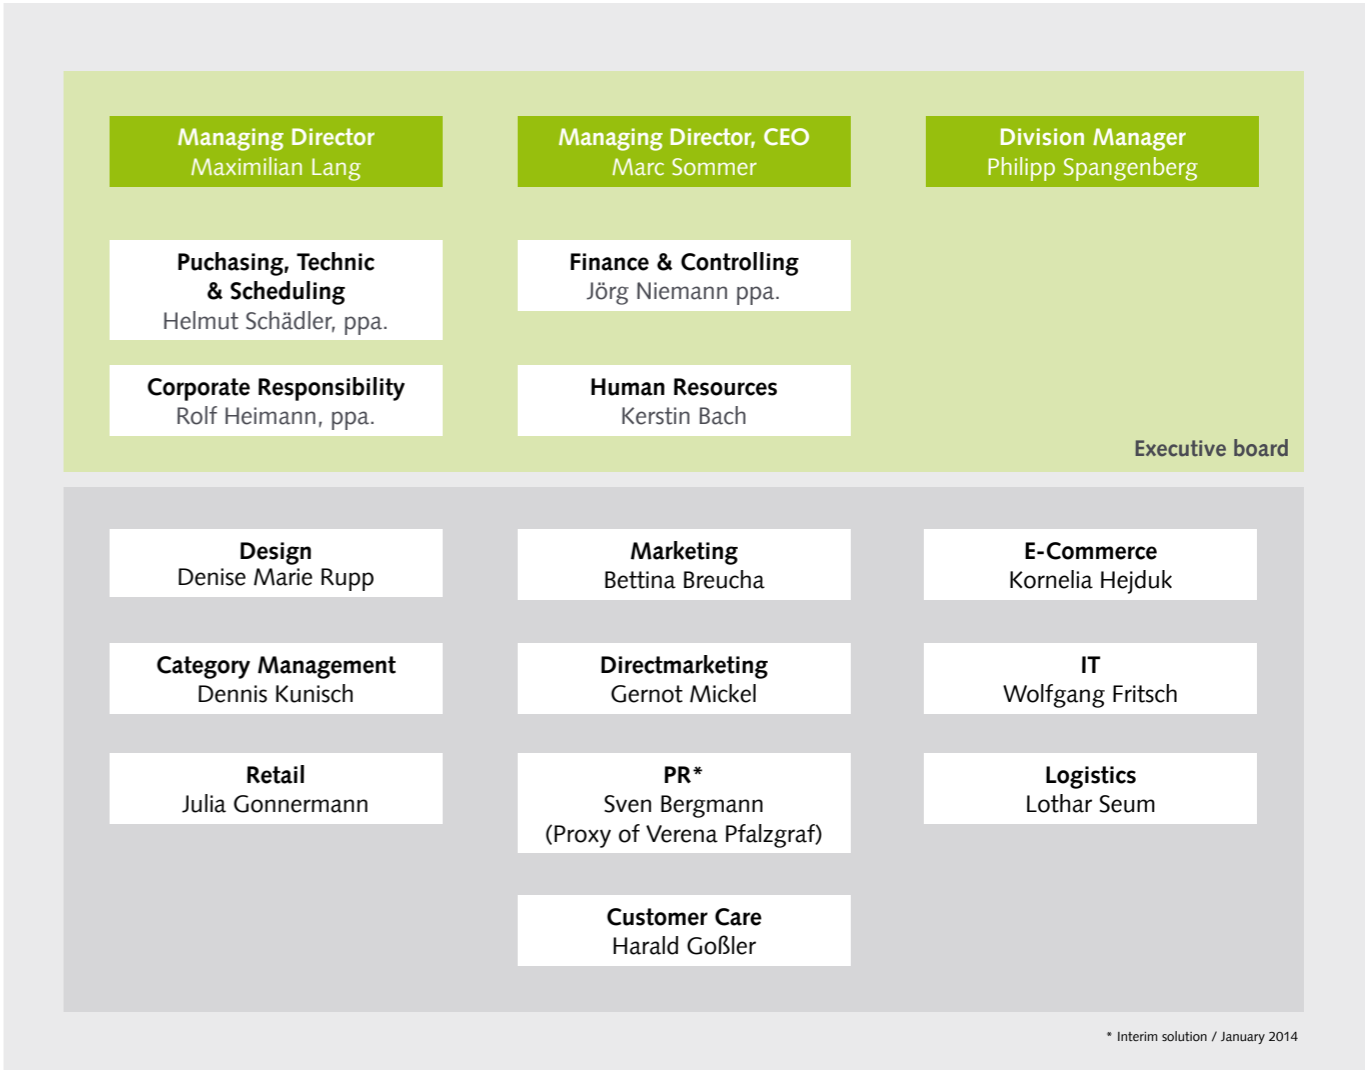 Managing Director
Maximilian Lang
Managing Director, CEO
Marc Sommer
Division Manager
Philipp Spangenberg
Puchasing, Technic
& Scheduling
Helmut Schädler, ppa.
Finance & Controlling
Jörg Niemann ppa.
Corporate Responsibility
Rolf Heimann, ppa.
Human Resources
Kerstin Bach
Executive board
Design
Denise Marie Rupp
Marketing
Bettina Breucha
E-Commerce
Kornelia Hejduk
Category Management
Dennis Kunisch
Directmarketing
Gernot Mickel
IT
Wolfgang Fritsch
Retail
Julia Gonnermann
PR*
Sven Bergmann
(Proxy of Verena Pfalzgraf)
Logistics
Lothar Seum
Customer Care
Harald Goßler
* Interim solution / January 2014